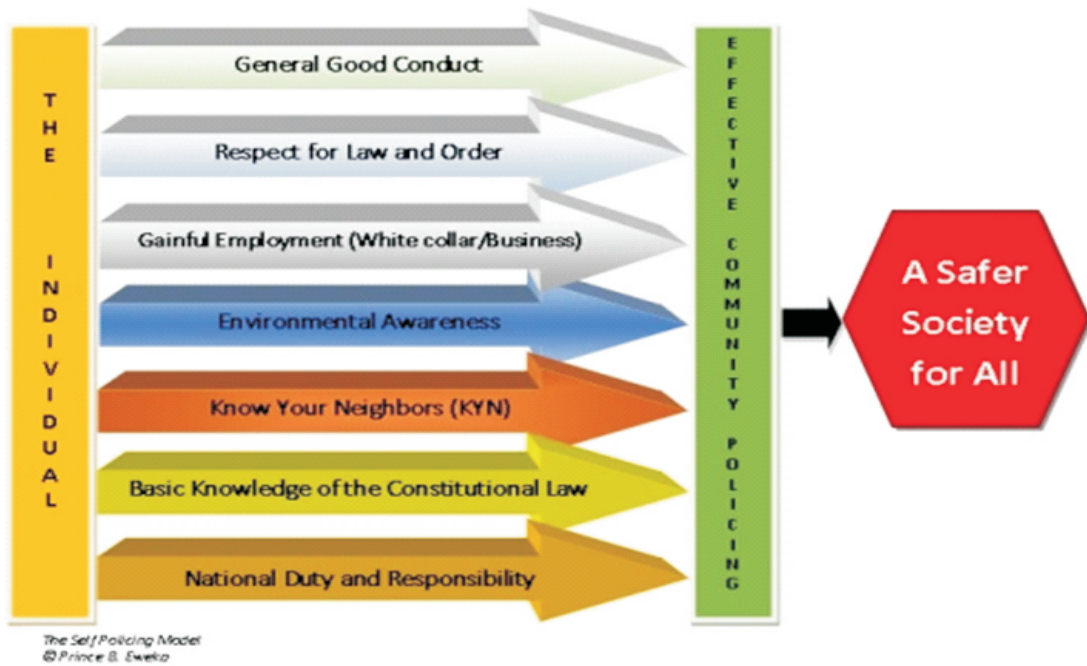 THE INDIVIDUAL
General Good Conduct
Respect for Law and Order
Gainful Employment (White collar/Business)
Environmental Awareness
Know Your Neighbors (KYN)
Basic Knowledge of the Constitutional Law
National Duty and Responsibility
EFFECTIVE COMMUNITY POLICING
A Safer
Society
for All
The Self Policing Model
© Prince B. Eweka